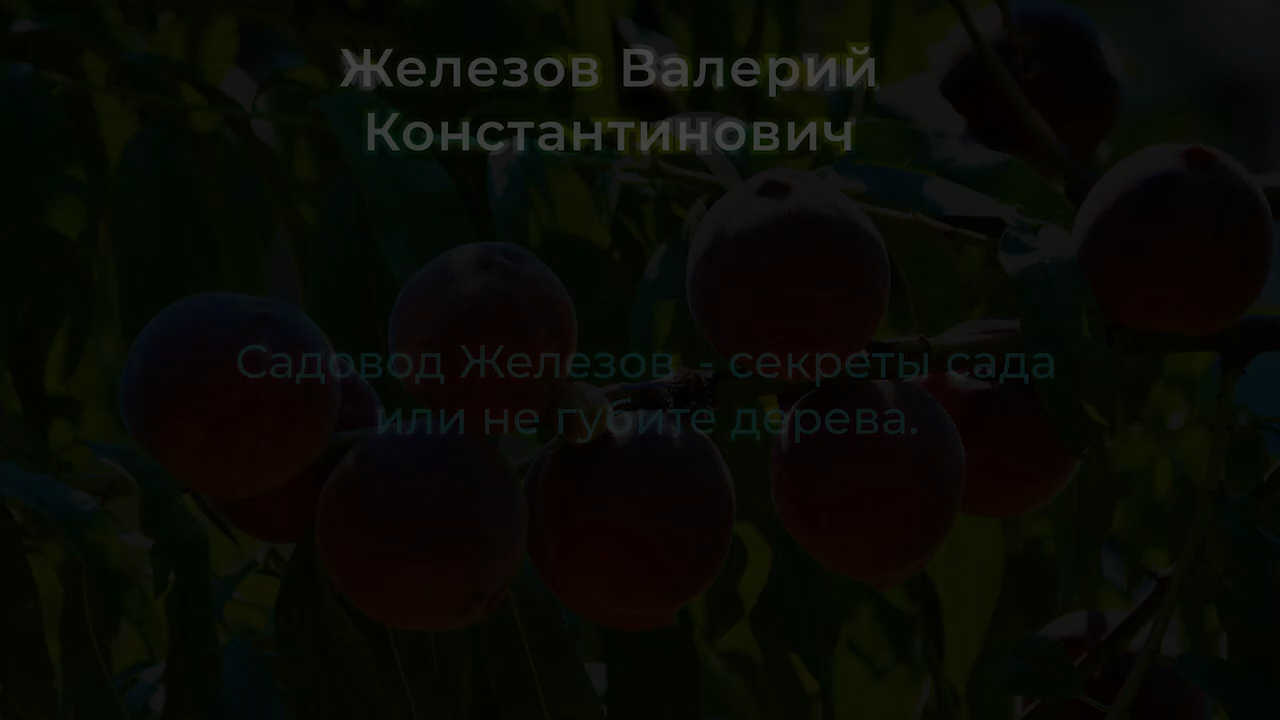 Железов Валерий
Константинович
Садовод Железов. - секреты сада
или не губите дерева.